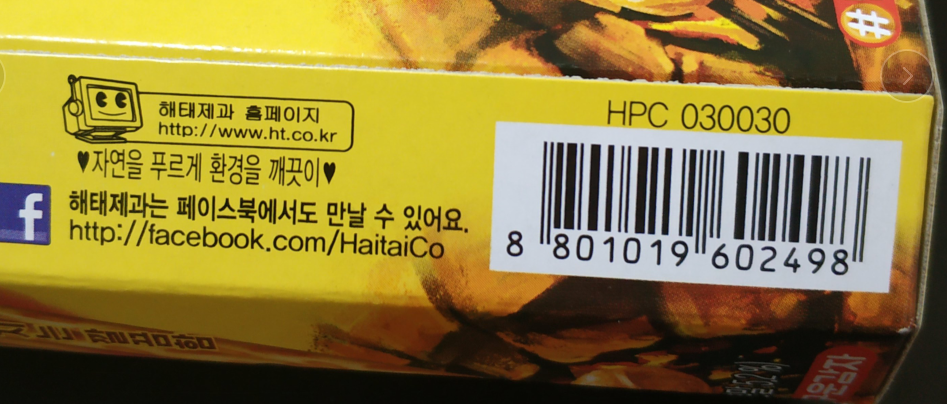 #
해태제과 홈페이지
http://www.ht.co.kr
♥자연을 푸르게 환경을 깨끗이♥
f
해태제과는 페이스북에서도 만날 수 있어요.
http://facebook.com/HaitaiCo
HPC 030030
8 801019 602498